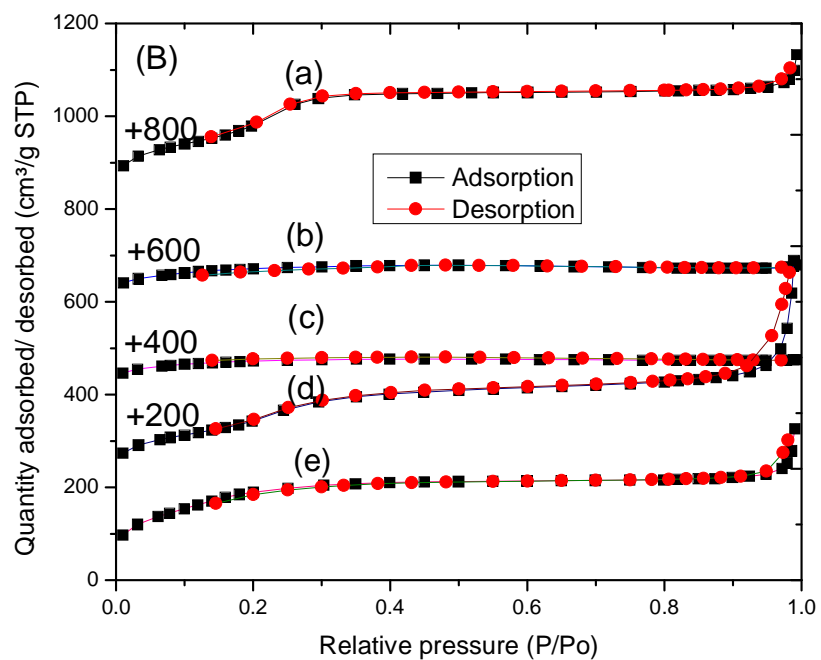 (B)
(a)
+800
Adsorption
Desorption
(b)
+600
(c)
+400
(d)
+200
(e)
1200
1000
800
600
400
200
0
0.0 0.2 0.4 0.6 0.8 1.0
Quantity adsorbed/ desorbed (cm³/g STP)
Relative pressure (P/Po)